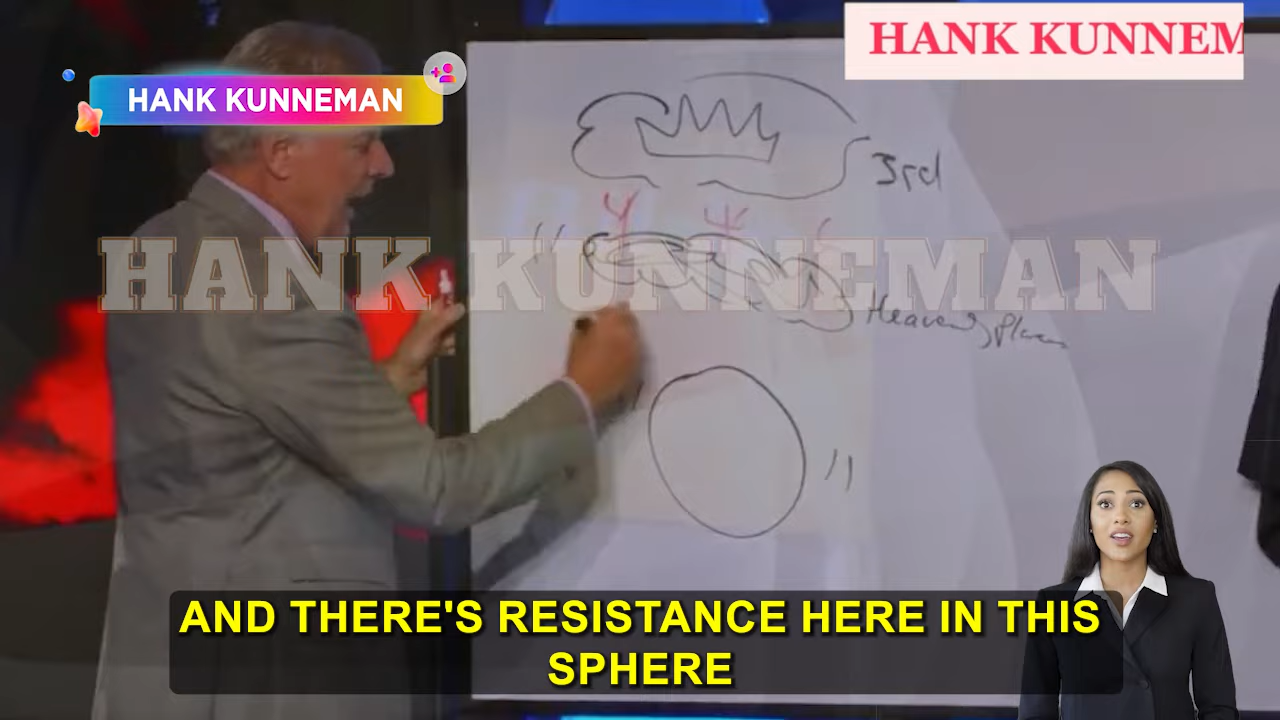 HANK KUNNEM
HANK KUNNEMAN
3rd
HANK KUNNEMAN
AND THERE'S RESISTANCE HERE IN THIS
SPHERE